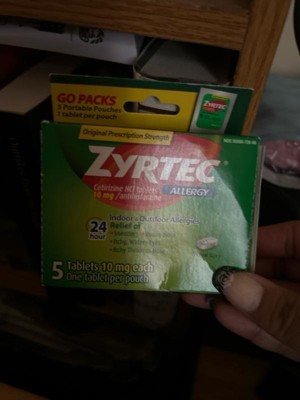 GO PACKS
5 Portable Pouches
1 tablet per pouch
ZYRTEC
Original Prescription Strength
ZYRTEC®
ALLERGY
Cetirizine HCl tablets
10 mg / antihistamine
24
hour
Indoor & Outdoor Allergies
Relief of
5 Tablets 10 mg each
One Tablet per pouch